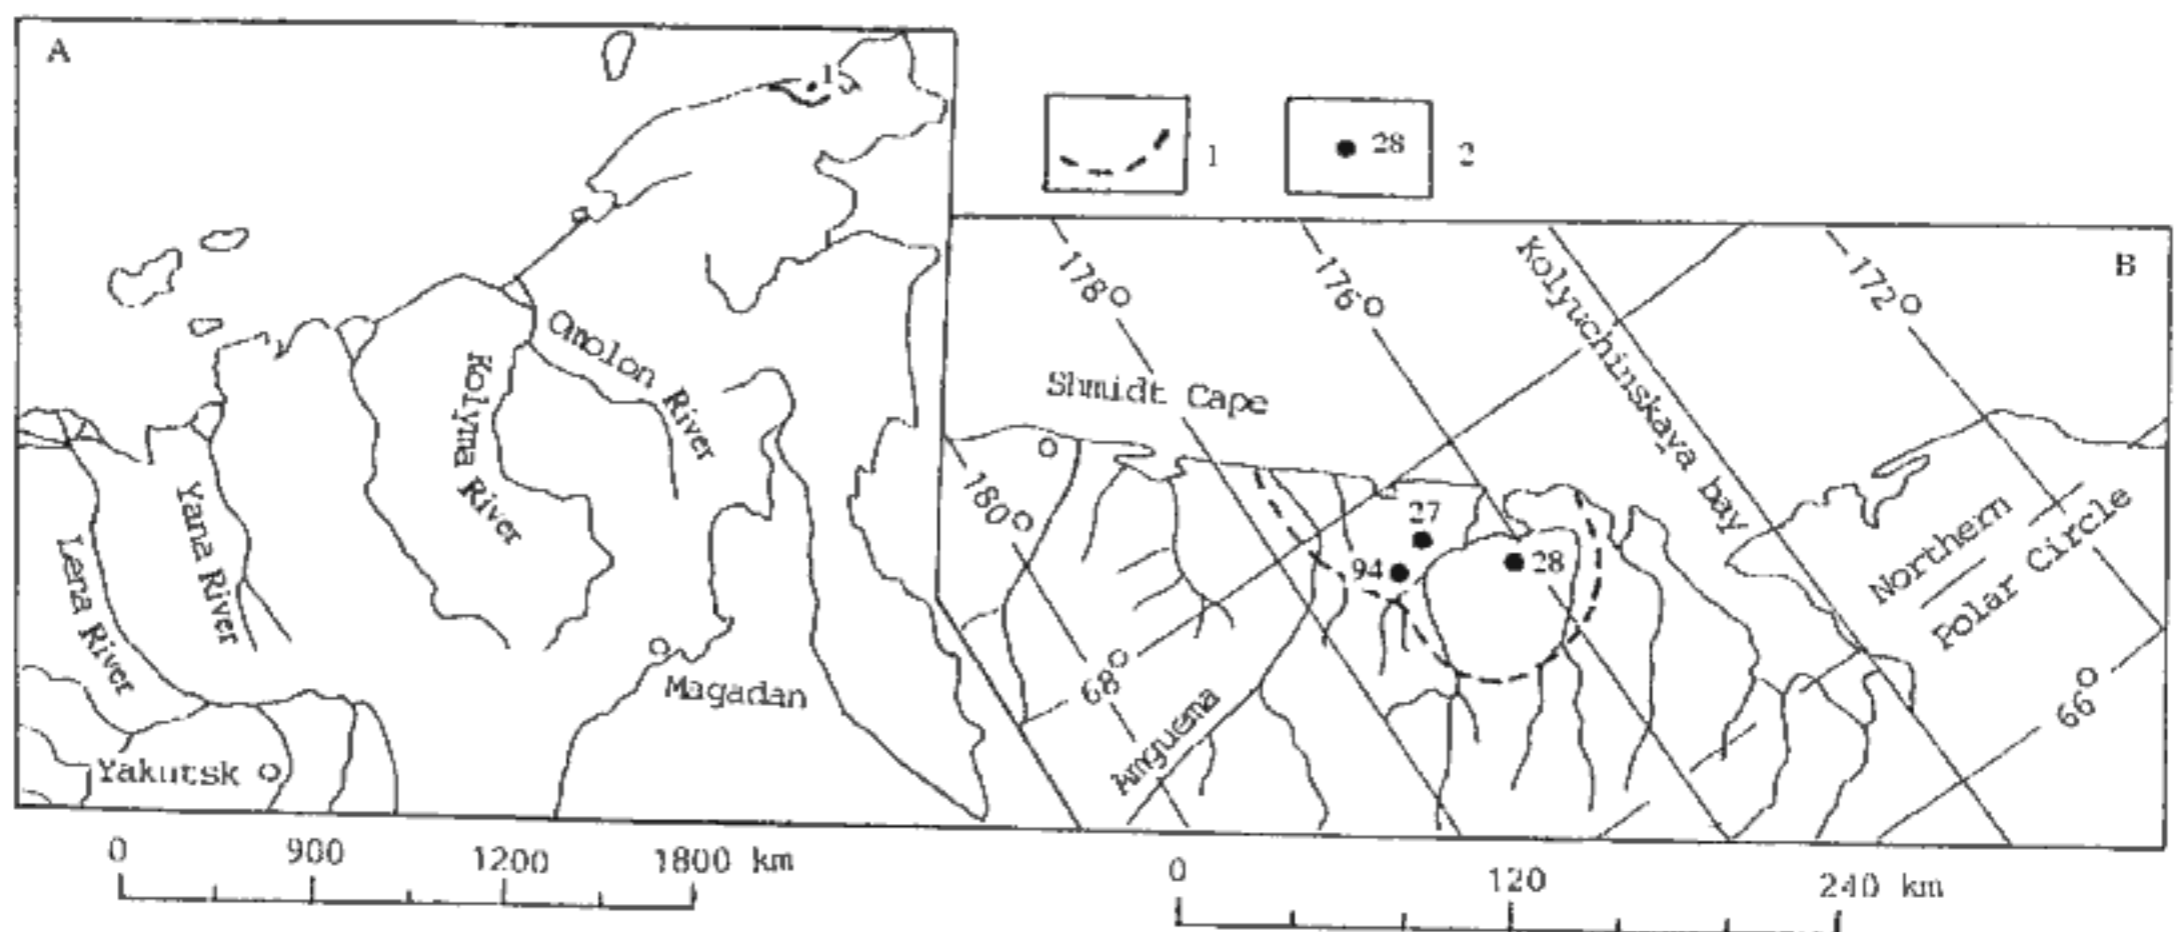 A
1
1
28
2
B
178°
176°
Kolyuchinskaya bay
172°
Omolon River
Kolyma River
Shmidt Cape
180°
27
94
28
Northern
Polar Circle
Yana River
Lena River
68°
66°
Magadan
Anguema
Yakutsk
0 900 1200 1800 km
0 120 240 km